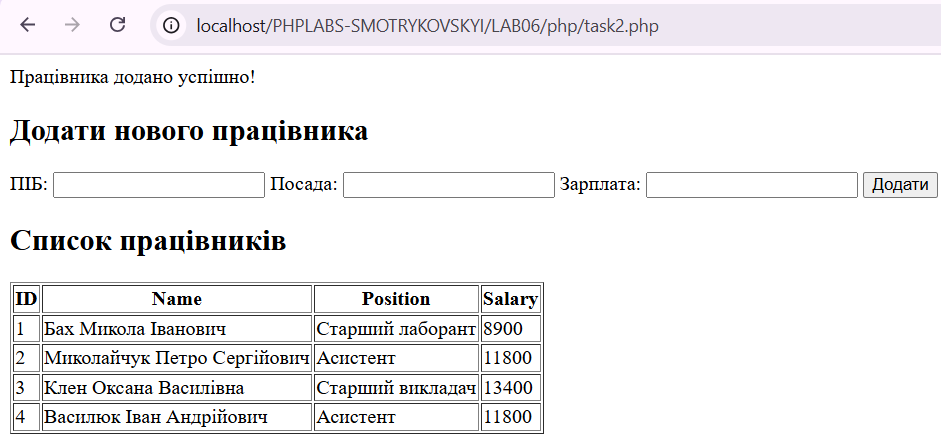 localhost/PHPLABS-SMOTRYKOVSKYI/LAB06/php/task2.php
Працівника додано успішно!
Додати нового працівника
ПІБ: Посада: Зарплата: Додати
Список працівників
ID Name Position Salary
1 Бах Микола Іванович Старший лаборант 8900
2 Миколайчук Петро Сергійович Асистент 11800
3 Клен Оксана Василівна Старший викладач 13400
4 Василюк Іван Андрійович Асистент 11800